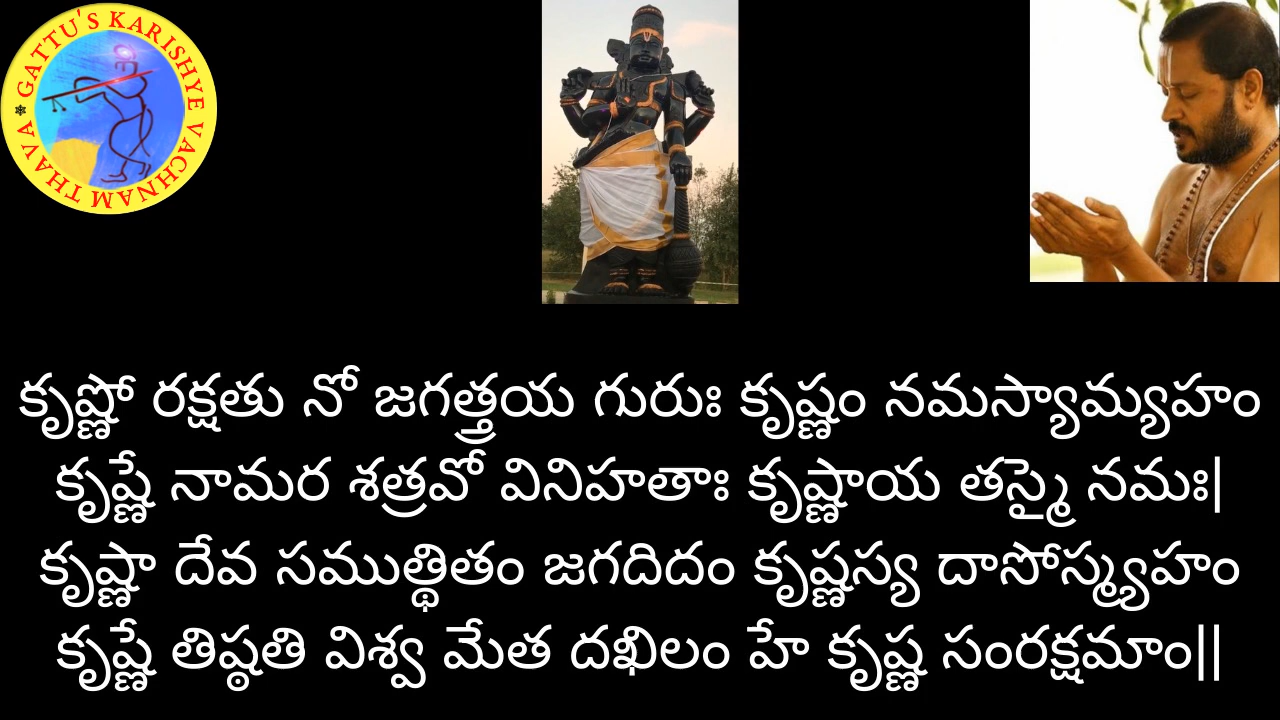 GATTU'S KARISHYE VACHNAM THAVA
కృష్ణో రక్షతు నో జగత్త్రయ గురుః కృష్ణం నమస్యామ్యహం
కృష్ణే నామర శత్రవో వినిహతాః కృష్ణాయ తస్మై నమః|
కృష్ణా దేవ సముత్థితం జగదిదం కృష్ణస్య దాసోస్మ్యహం
కృష్ణే తిష్ఠతి విశ్వ మేత దఖిలం హే కృష్ణ సంరక్షమాం||